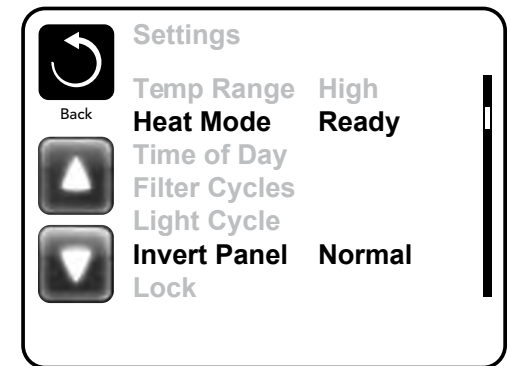 Settings
Back
Temp Range High
Heat Mode Ready
Time of Day
Filter Cycles
Light Cycle
Invert Panel Normal
Lock